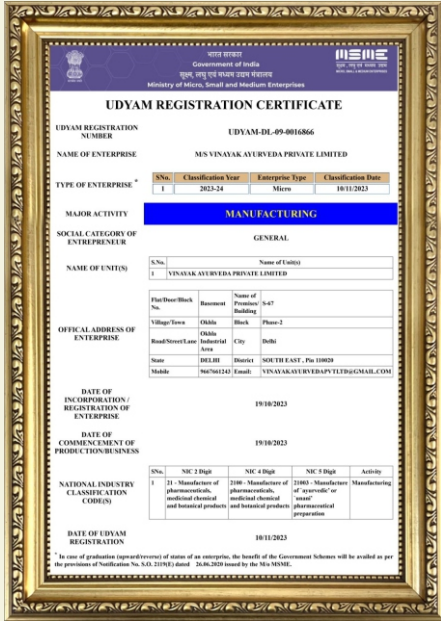 भारत सरकार
Government of India
सूक्ष्म, लघु एवं मध्यम उद्यम मंत्रालय
Ministry of Micro, Small and Medium Enterprises
MSME
UDYAM REGISTRATION CERTIFICATE
UDYAM REGISTRATION NUMBER UDYAM-DL-09-0016866
NAME OF ENTERPRISE M/S VINAYAK AYURVEDA PRIVATE LIMITED
TYPE OF ENTERPRISE *
SNo. Classification Year Enterprise Type Classification Date
1 2023-24 Micro 10/11/2023
MAJOR ACTIVITY MANUFACTURING
SOCIAL CATEGORY OF ENTREPRENEUR GENERAL
NAME OF UNIT(S)
S.No. Name of Unit(s)
1 VINAYAK AYURVEDA PRIVATE LIMITED
OFFICAL ADDRESS OF ENTERPRISE
Flat/Door/Block No. Basement Name of Premises/ Building S-67
Village/Town Okhla Block Phase-2
Road/Street/Lane Okhla Industrial Area City Delhi
State DELHI District SOUTH EAST , Pin 110020
Mobile 9667661243 Email: VINAYAKAYURVEDAPVTLTD@GMAIL.COM
DATE OF INCORPORATION / REGISTRATION OF ENTERPRISE 19/10/2023
DATE OF COMMENCEMENT OF PRODUCTION/BUSINESS 19/10/2023
NATIONAL INDUSTRY CLASSIFICATION CODE(S)
SNo. NIC 2 Digit NIC 4 Digit NIC 5 Digit Activity
1 21 - Manufacture of pharmaceuticals, medicinal chemical and botanical products 2100 - Manufacture of pharmaceuticals, medicinal chemical and botanical products 21003 - Manufacture of 'ayurvedic' or 'unani' pharmaceutical preparation Manufacturing
DATE OF UDYAM REGISTRATION 10/11/2023
* In case of graduation (upward/reverse) of status of an enterprise, the benefit of the Government Schemes will be availed as per
the provisions of Notification No. S.O. 2119(E) dated 26.06.2020 issued by the M/o MSME.